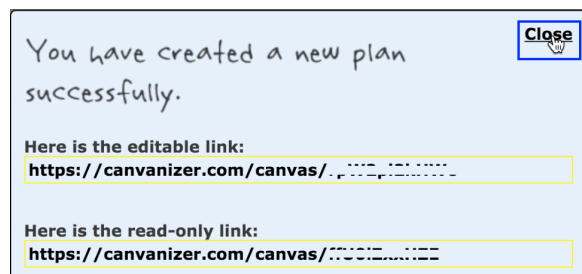 Close
You have created a new plan
successfully.
Here is the editable link:
https://canvanizer.com/canvas/
Here is the read-only link:
https://canvanizer.com/canvas/